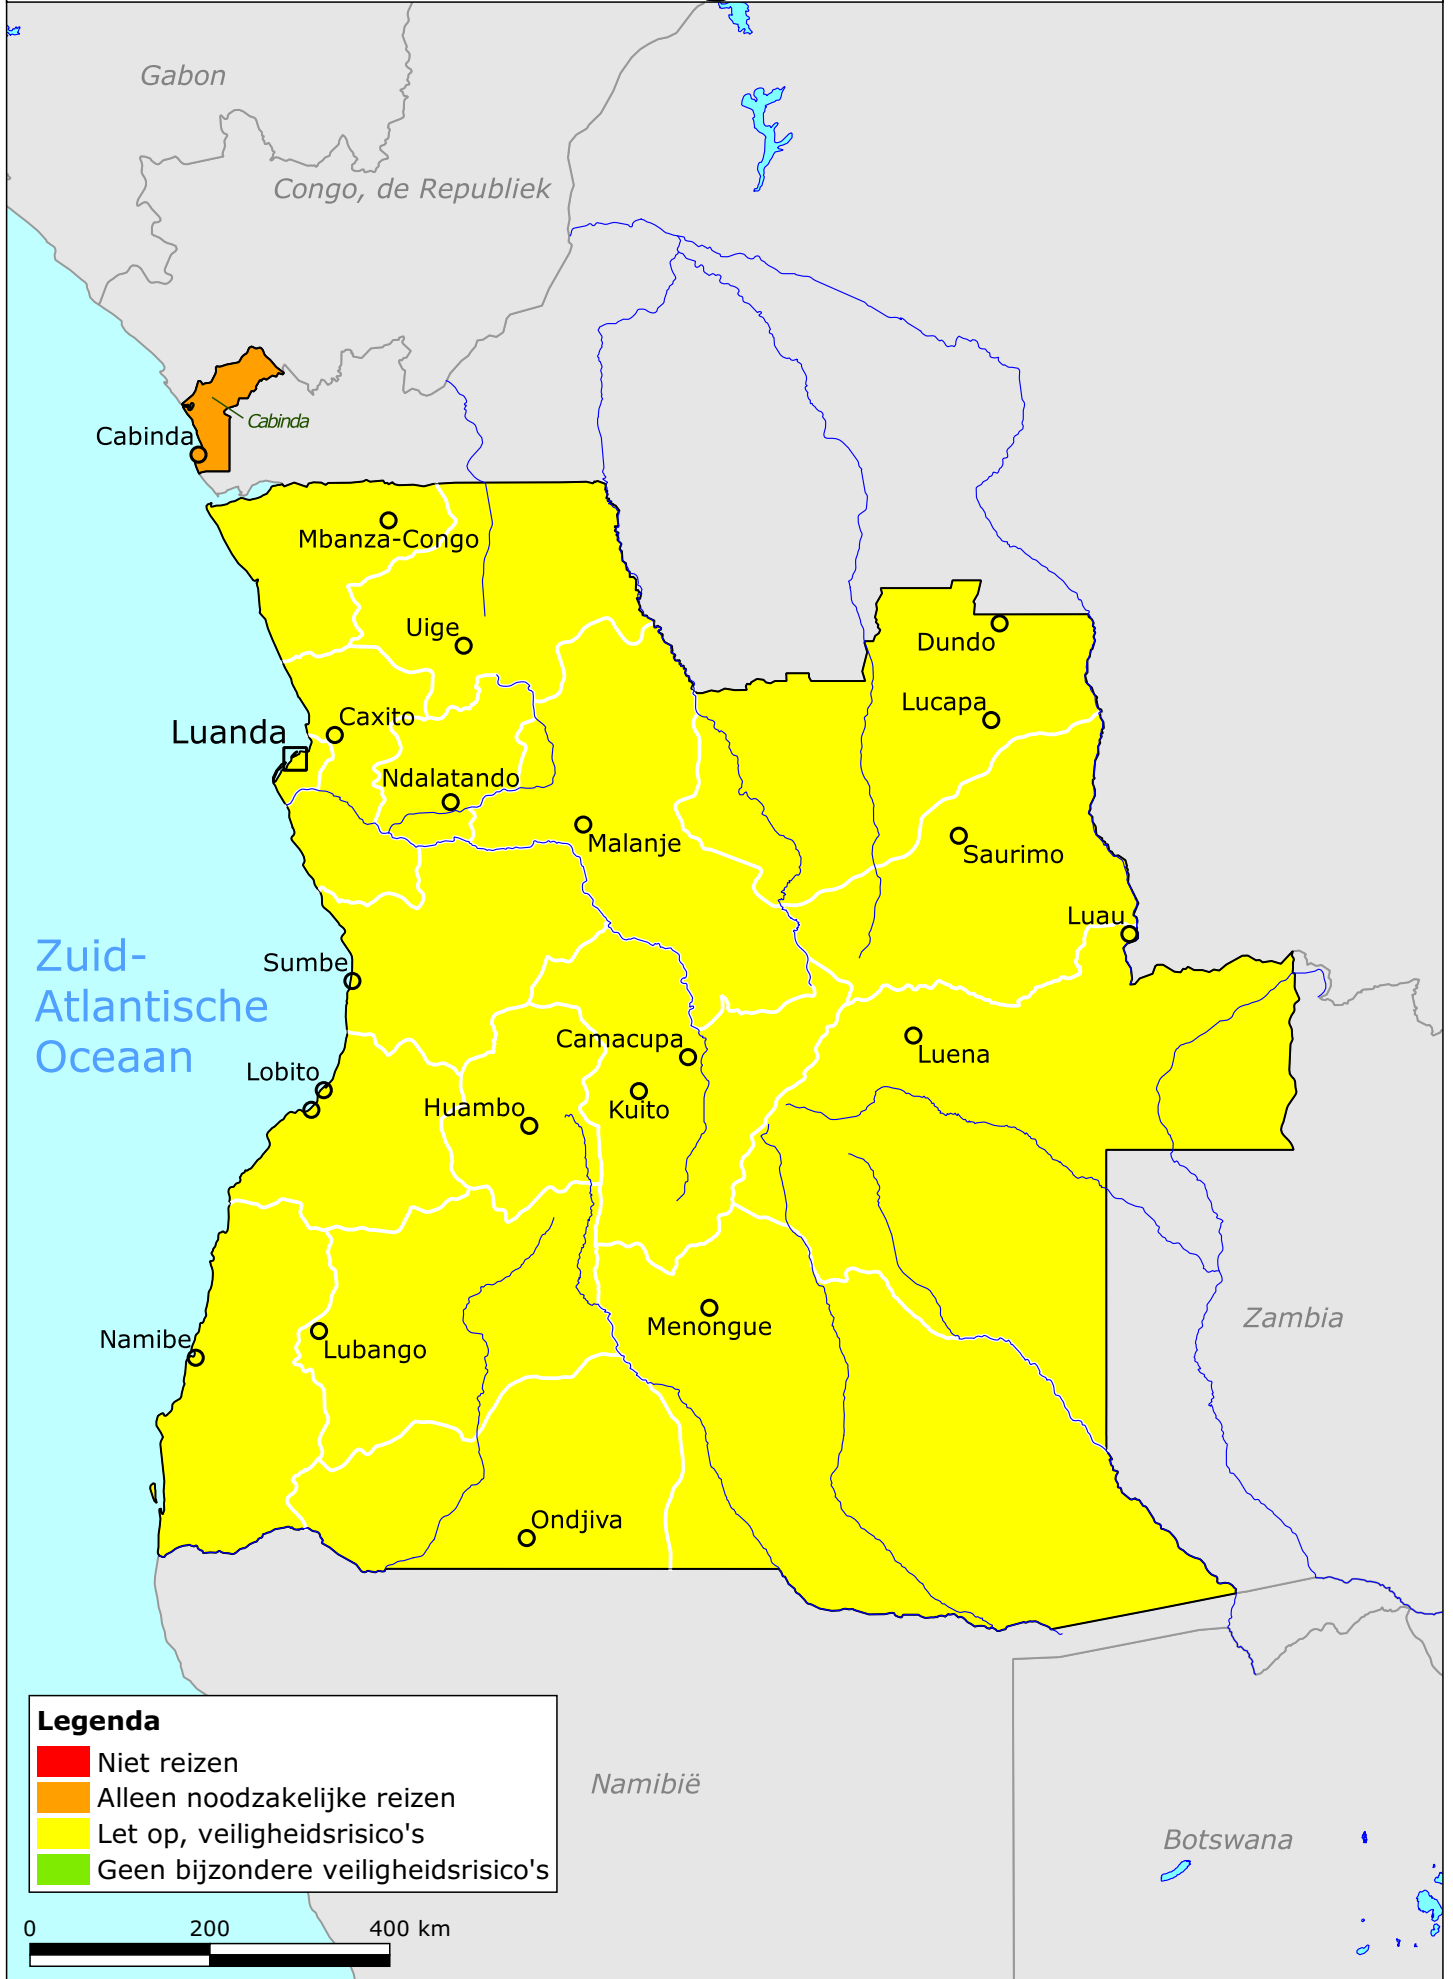 Gabon
Congo, de Republiek
Cabinda
Cabinda
Mbanza-Congo
Uige
Dundo
Lucapa
Caxito
Luanda
Ndalatando
Malanje
Saurimo
Luau
Zuid-
Atlantische
Oceaan
Sumbe
Camacupa
Luena
Lobito
Huambo
Kuito
Zambia
Menongue
Namibe
Lubango
Ondjiva
Legenda
Niet reizen
Alleen noodzakelijke reizen
Let op, veiligheidsrisico's
Geen bijzondere veiligheidsrisico's
Namibië
Botswana
0 200 400 km